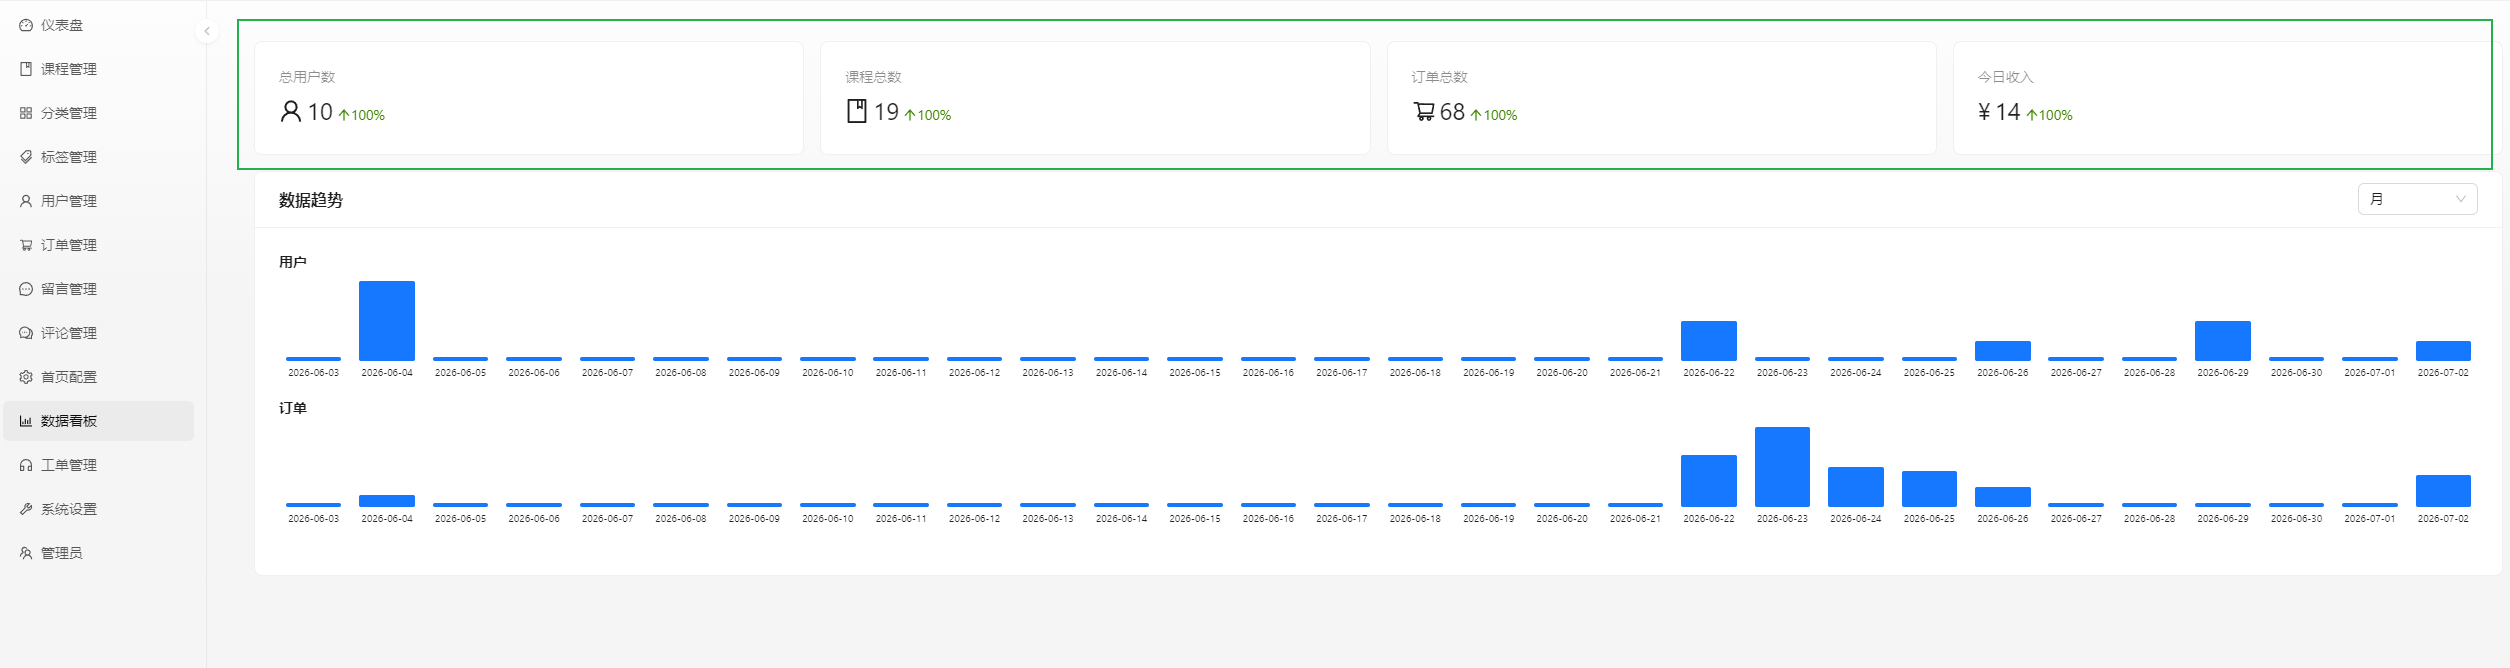 仪表盘
课程管理
分类管理
标签管理
用户管理
订单管理
留言管理
评论管理
首页配置
数据看板
工单管理
系统设置
管理员
总用户数
10 ↑100%
课程总数
19 ↑100%
订单总数
68 ↑100%
今日收入
¥ 14 ↑100%
数据趋势
月
用户
2026-06-03 2026-06-04 2026-06-05 2026-06-06 2026-06-07 2026-06-08 2026-06-09 2026-06-10 2026-06-11 2026-06-12 2026-06-13 2026-06-14 2026-06-15 2026-06-16 2026-06-17 2026-06-18 2026-06-19 2026-06-20 2026-06-21 2026-06-22 2026-06-23 2026-06-24 2026-06-25 2026-06-26 2026-06-27 2026-06-28 2026-06-29 2026-06-30 2026-07-01 2026-07-02
订单
2026-06-03 2026-06-04 2026-06-05 2026-06-06 2026-06-07 2026-06-08 2026-06-09 2026-06-10 2026-06-11 2026-06-12 2026-06-13 2026-06-14 2026-06-15 2026-06-16 2026-06-17 2026-06-18 2026-06-19 2026-06-20 2026-06-21 2026-06-22 2026-06-23 2026-06-24 2026-06-25 2026-06-26 2026-06-27 2026-06-28 2026-06-29 2026-06-30 2026-07-01 2026-07-02